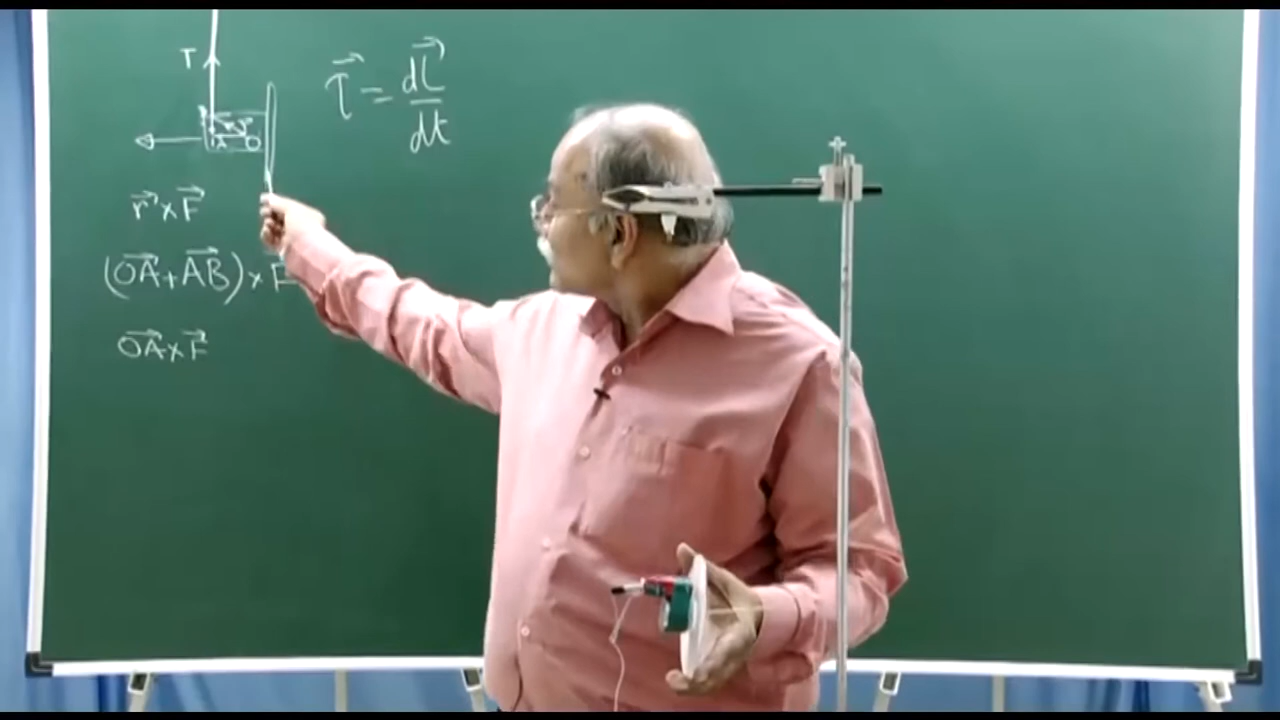 T
τ⃗ = dL⃗/dt
A O
r⃗' × F⃗
(OA⃗ + AB⃗) × F
OA⃗ × F⃗